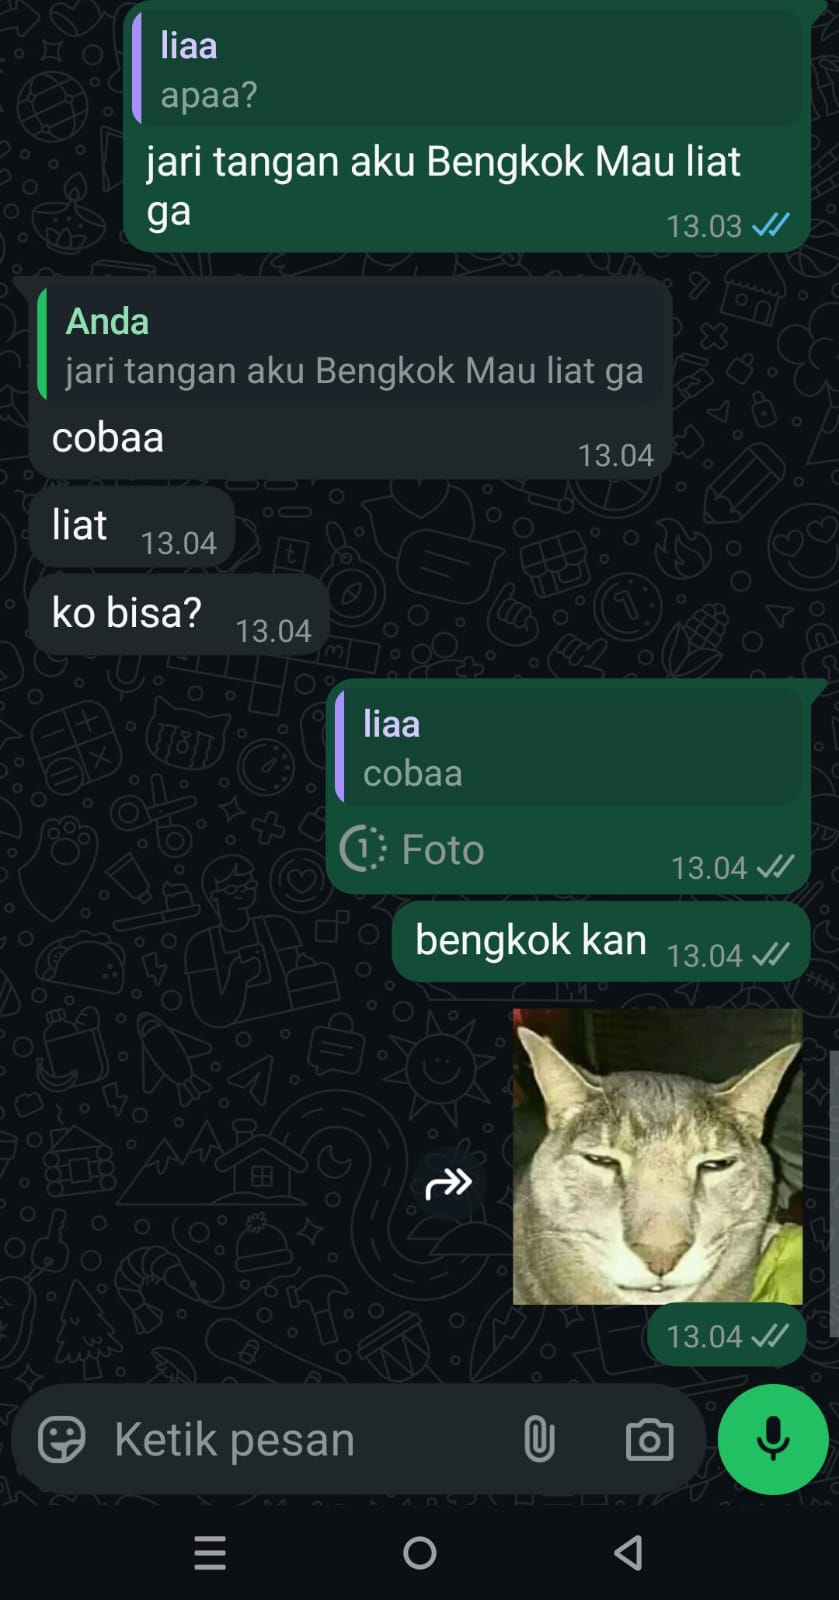 liaa
apaa?
jari tangan aku Bengkok Mau liat
ga
13.03
Anda
jari tangan aku Bengkok Mau liat ga
cobaa
13.04
liat 13.04
ko bisa? 13.04
liaa
cobaa
1 Foto
13.04
bengkok kan 13.04
13.04
Ketik pesan